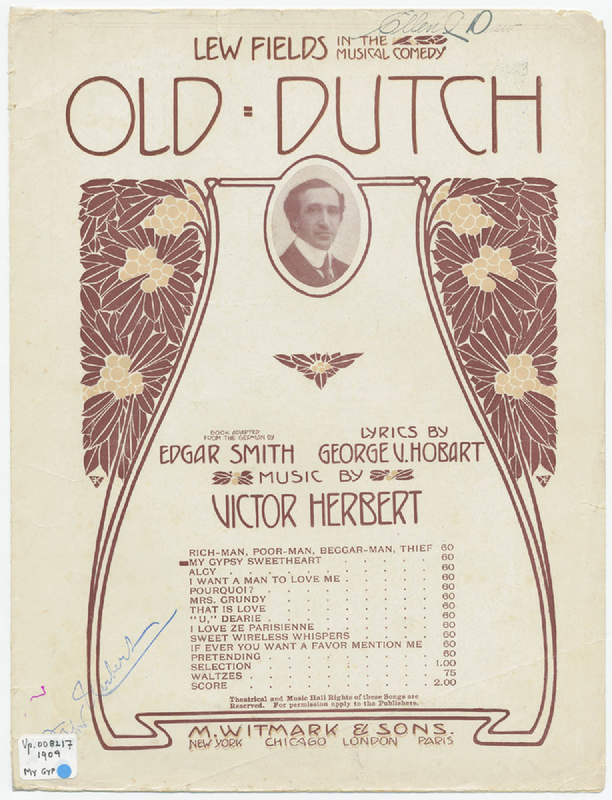 Ellen
LEW FIELDS IN THE
MUSICAL COMEDY
OLD = DUTCH
BOOK ADAPTED
FROM THE GERMAN BY
EDGAR SMITH
LYRICS BY
GEORGE V. HOBART
MUSIC BY
VICTOR HERBERT
RICH-MAN, POOR-MAN, BEGGAR-MAN, THIEF 60
MY GYPSY SWEETHEART . . . . . . 60
ALGY . . . . . . . . . 60
I WANT A MAN TO LOVE ME . . . . . 60
POURQUOI? . . . . . . . . 60
MRS. GRUNDY . . . . . . . 60
THAT IS LOVE . . . . . . . 60
"U," DEARIE . . . . . . . . 60
I LOVE ZE PARISIENNE . . . . . . 60
SWEET WIRELESS WHISPERS . . . . . 60
IF EVER YOU WANT A FAVOR MENTION ME 60
PRETENDING . . . . . . . . 60
SELECTION . . . . . . . . 1.00
WALTZES . . . . . . . . 75
SCORE . . . . . . . . . 2.00
Theatrical and Music Hall Rights of these Songs are
Reserved. For permission apply to the Publishers.
Victor Herbert
M. WITMARK & SONS.
NEW YORK CHICAGO LONDON PARIS
Vp. 008217
1909
MY GYP